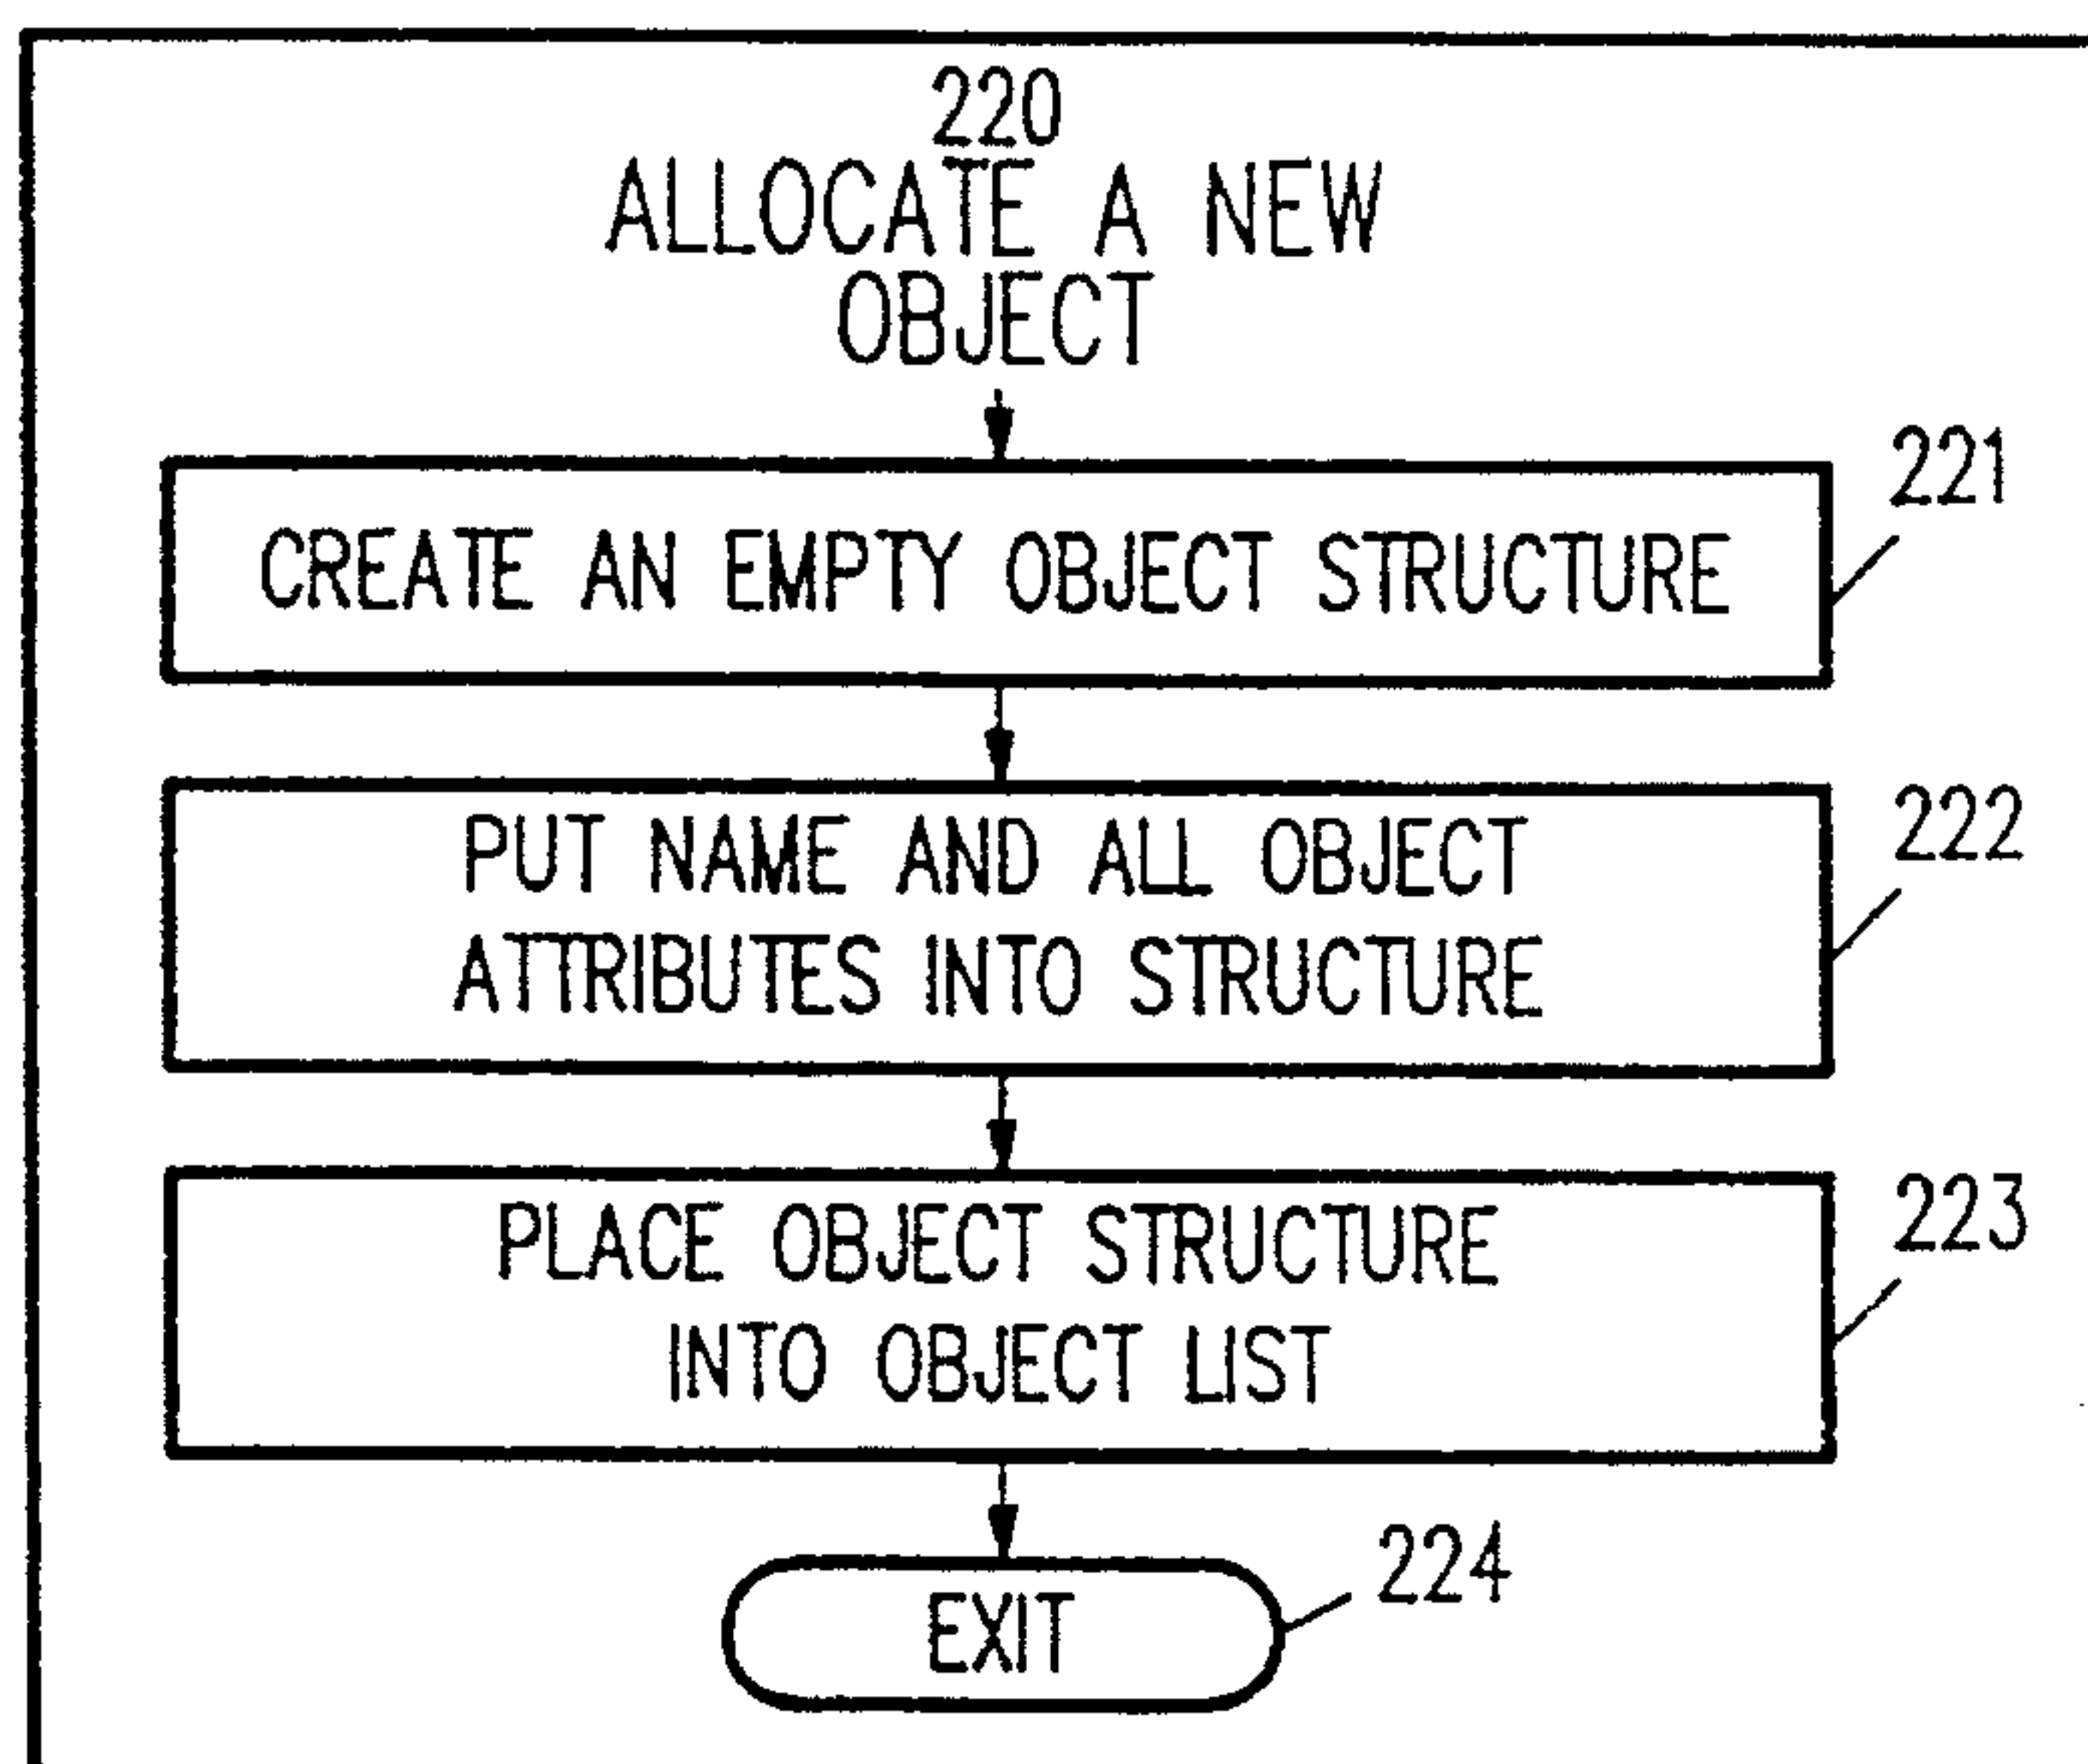 220
ALLOCATE A NEW
OBJECT
221
CREATE AN EMPTY OBJECT STRUCTURE
222
PUT NAME AND ALL OBJECT
ATTRIBUTES INTO STRUCTURE
223
PLACE OBJECT STRUCTURE
INTO OBJECT LIST
224
EXIT